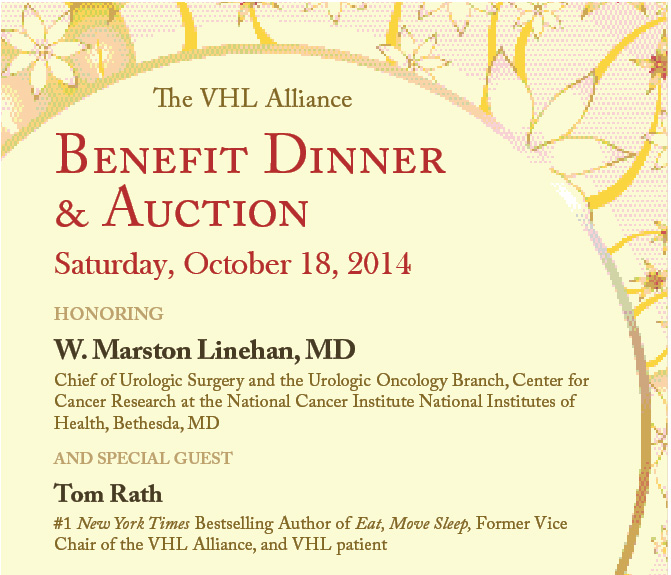 The VHL Alliance
Benefit Dinner
& Auction
Saturday, October 18, 2014
HONORING
W. Marston Linehan, MD
Chief of Urologic Surgery and the Urologic Oncology Branch, Center for
Cancer Research at the National Cancer Institute National Institutes of
Health, Bethesda, MD
AND SPECIAL GUEST
Tom Rath
#1 New York Times Bestselling Author of Eat, Move Sleep, Former Vice
Chair of the VHL Alliance, and VHL patient